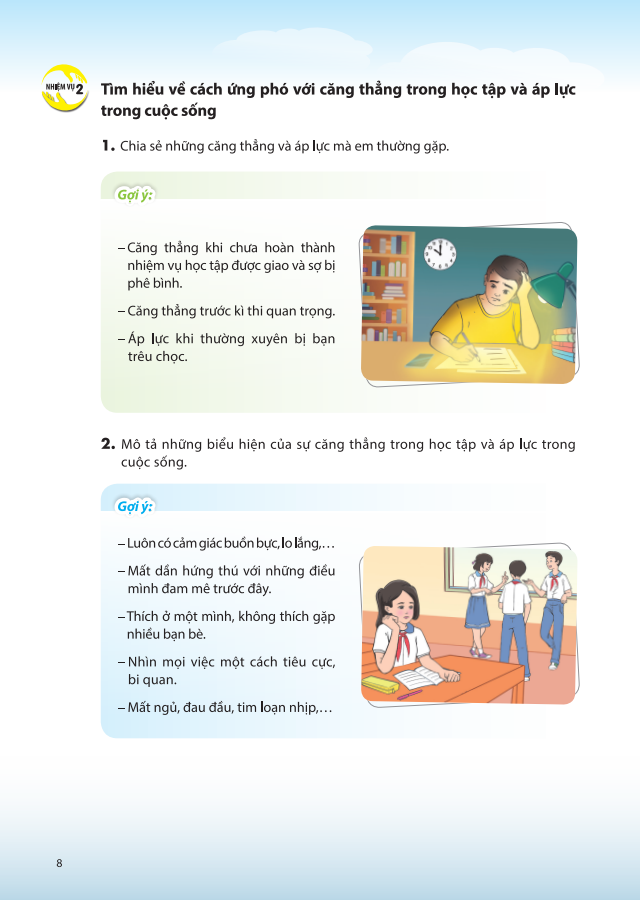 NHIỆM VỤ 2
Tìm hiểu về cách ứng phó với căng thẳng trong học tập và áp lực
trong cuộc sống
1. Chia sẻ những căng thẳng và áp lực mà em thường gặp.
Gợi ý:
– Căng thẳng khi chưa hoàn thành
nhiệm vụ học tập được giao và sợ bị
phê bình.
– Căng thẳng trước kì thi quan trọng.
– Áp lực khi thường xuyên bị bạn
trêu chọc.
2. Mô tả những biểu hiện của sự căng thẳng trong học tập và áp lực trong
cuộc sống.
Gợi ý:
– Luôn có cảm giác buồn bực, lo lắng,…
– Mất dần hứng thú với những điều
mình đam mê trước đây.
– Thích ở một mình, không thích gặp
nhiều bạn bè.
– Nhìn mọi việc một cách tiêu cực,
bi quan.
– Mất ngủ, đau đầu, tim loạn nhịp,…
8